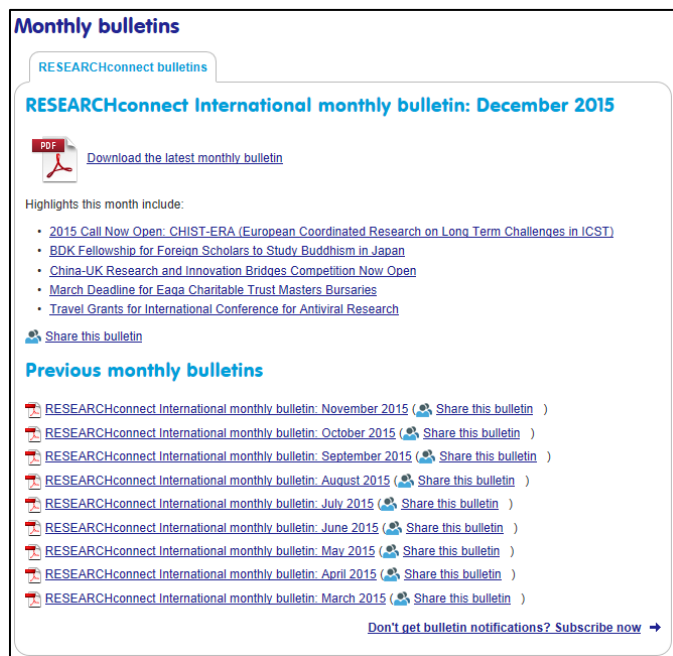 Monthly bulletins
RESEARCHconnect bulletins
RESEARCHconnect International monthly bulletin: December 2015
PDF
Download the latest monthly bulletin
Highlights this month include:
• 2015 Call Now Open: CHIST-ERA (European Coordinated Research on Long Term Challenges in ICST)
• BDK Fellowship for Foreign Scholars to Study Buddhism in Japan
• China-UK Research and Innovation Bridges Competition Now Open
• March Deadline for Eaga Charitable Trust Masters Bursaries
• Travel Grants for International Conference for Antiviral Research
Share this bulletin
Previous monthly bulletins
RESEARCHconnect International monthly bulletin: November 2015 ( Share this bulletin )
RESEARCHconnect International monthly bulletin: October 2015 ( Share this bulletin )
RESEARCHconnect International monthly bulletin: September 2015 ( Share this bulletin )
RESEARCHconnect International monthly bulletin: August 2015 ( Share this bulletin )
RESEARCHconnect International monthly bulletin: July 2015 ( Share this bulletin )
RESEARCHconnect International monthly bulletin: June 2015 ( Share this bulletin )
RESEARCHconnect International monthly bulletin: May 2015 ( Share this bulletin )
RESEARCHconnect International monthly bulletin: April 2015 ( Share this bulletin )
RESEARCHconnect International monthly bulletin: March 2015 ( Share this bulletin )
Don't get bulletin notifications? Subscribe now →